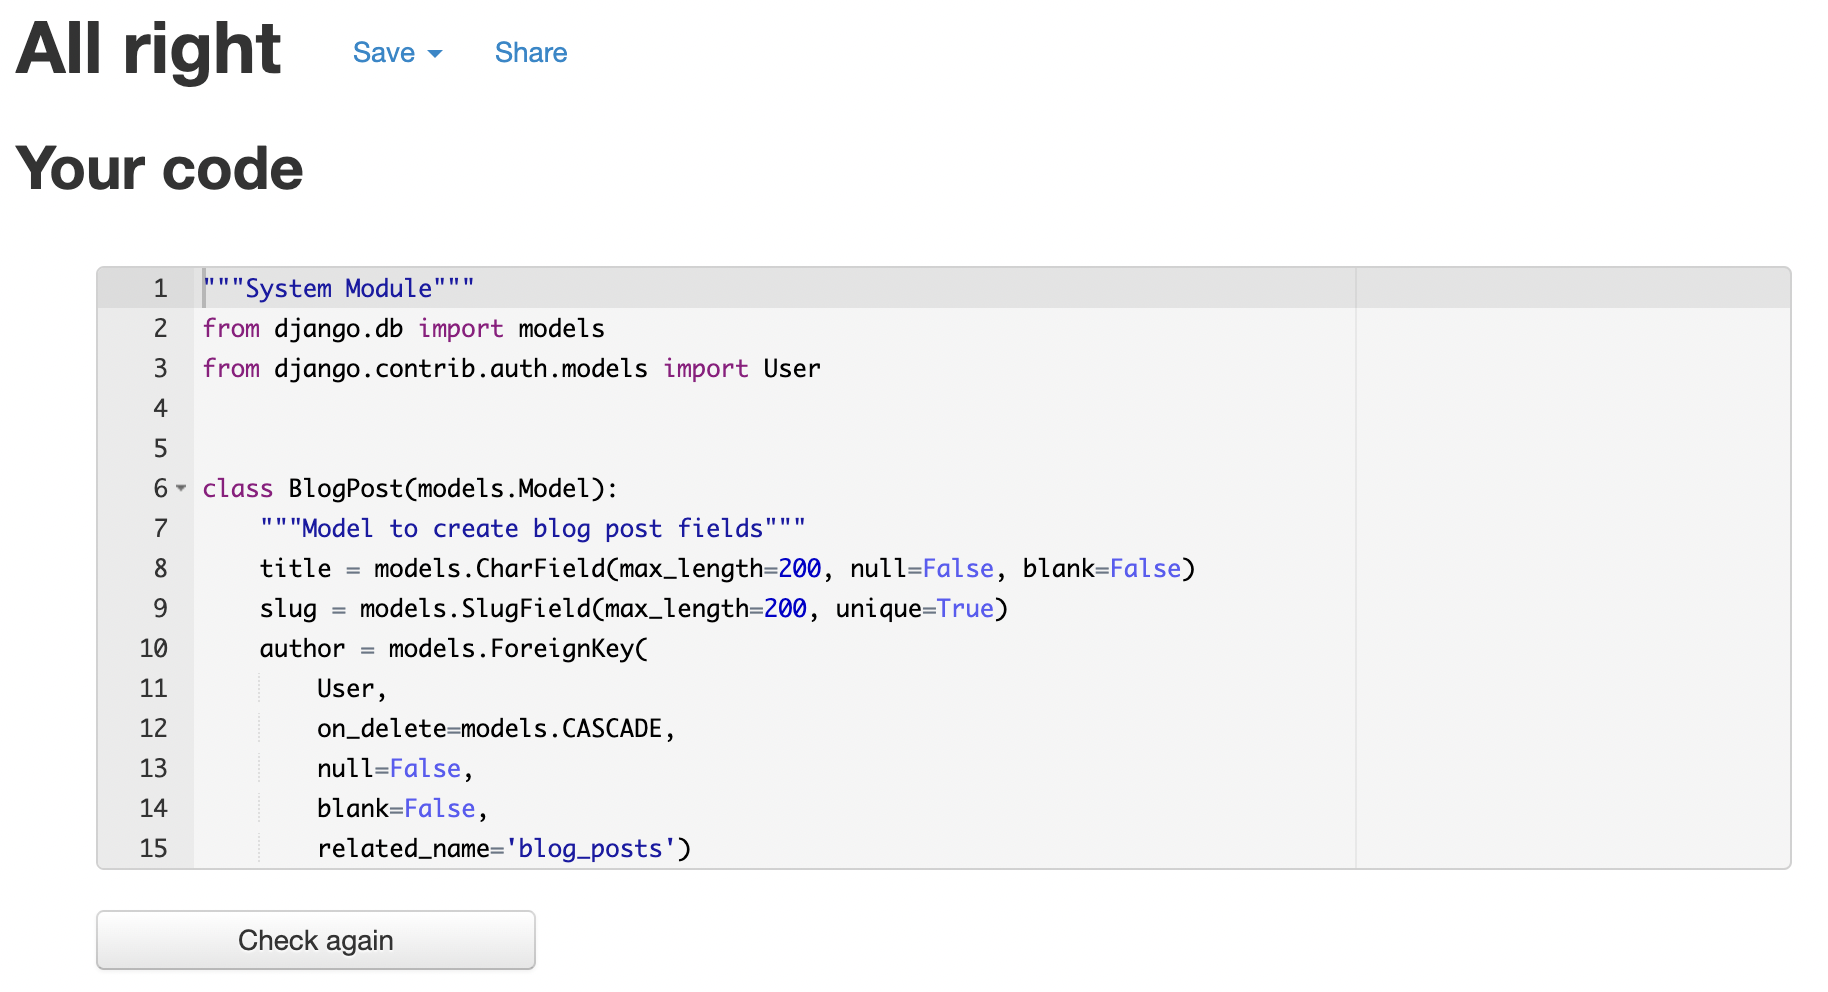 All right Save Share
Your code
1 """System Module"""
2 from django.db import models
3 from django.contrib.auth.models import User
4
5
6 class BlogPost(models.Model):
7     """Model to create blog post fields"""
8     title = models.CharField(max_length=200, null=False, blank=False)
9     slug = models.SlugField(max_length=200, unique=True)
10     author = models.ForeignKey(
11         User,
12         on_delete=models.CASCADE,
13         null=False,
14         blank=False,
15         related_name='blog_posts')
Check again